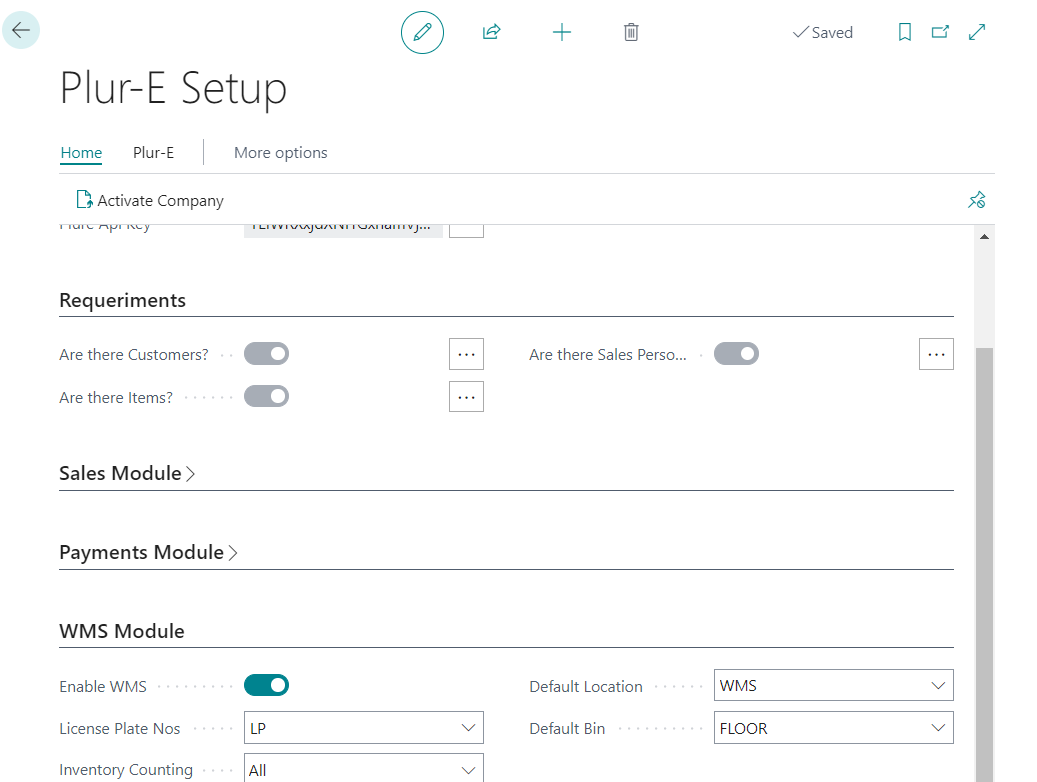 Saved
Plur-E Setup
Home Plur-E More options
Activate Company
Plure Api Key
Requeriments
Are there Customers? ... Are there Sales Perso... ...
Are there Items? ...
Sales Module
Payments Module
WMS Module
Enable WMS Default Location WMS
License Plate Nos LP Default Bin FLOOR
Inventory Counting All